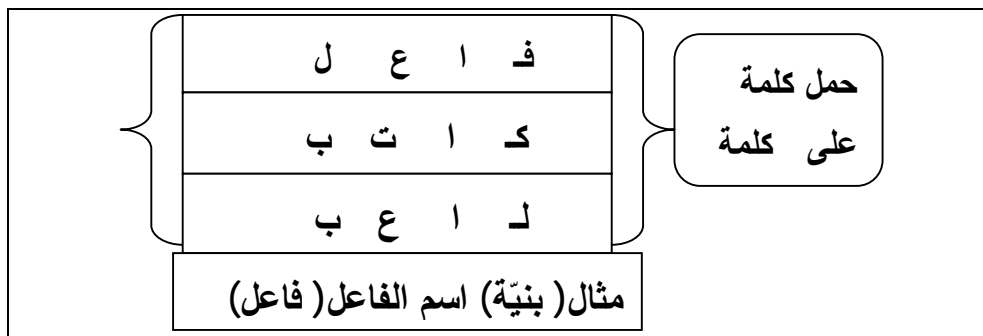 فـ ا ع ل
كـ ا ت ب
لـ ا ع ب
حمل كلمة
على كلمة
مثال( بنيّة) اسم الفاعل( فاعل)